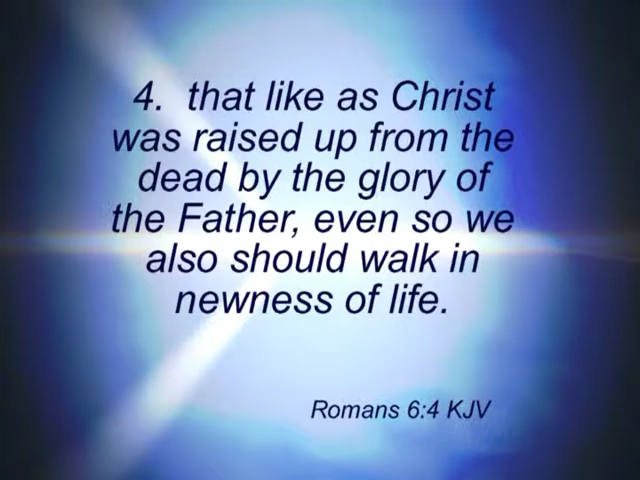 4.  that like as Christ
was raised up from the
dead by the glory of
the Father, even so we
also should walk in
newness of life.
Romans 6:4 KJV